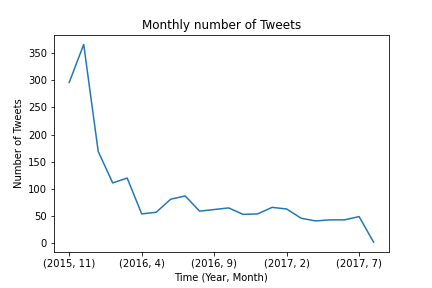 Monthly number of Tweets
350
300
250
200
150
100
50
0
Number of Tweets
(2015, 11) (2016, 4) (2016, 9) (2017, 2) (2017, 7)
Time (Year, Month)